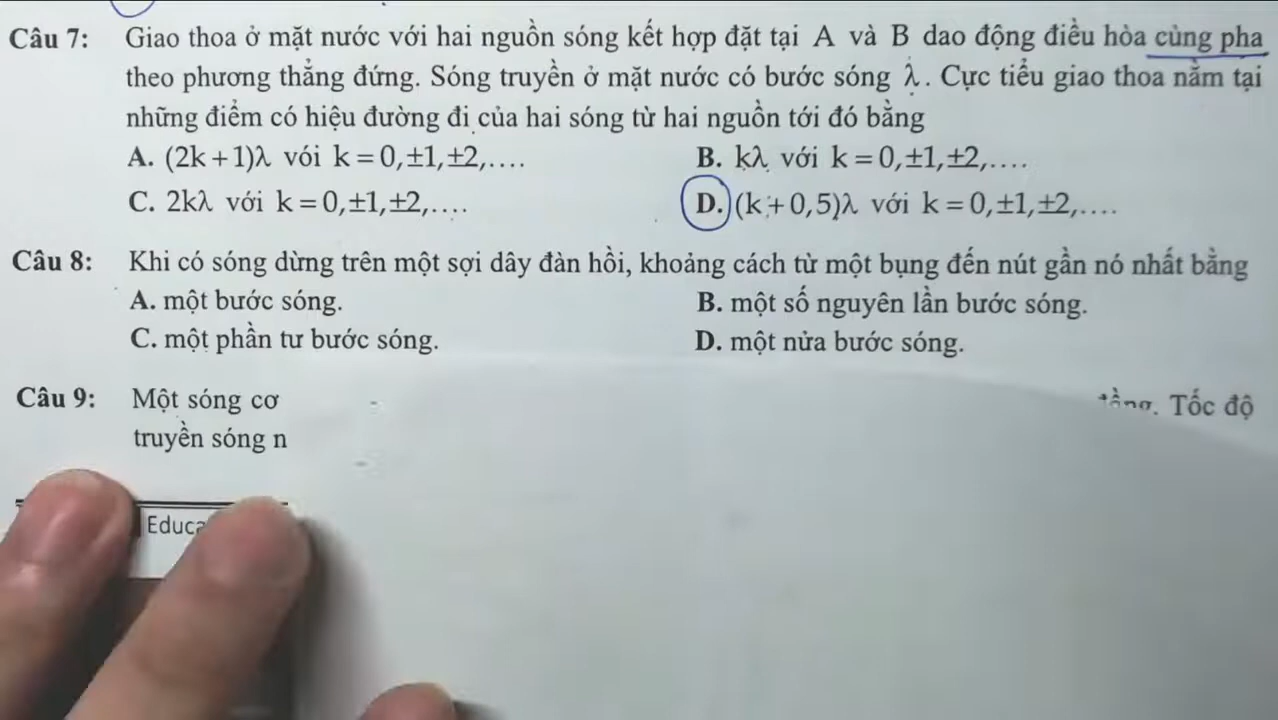 Câu 7: Giao thoa ở mặt nước với hai nguồn sóng kết hợp đặt tại A và B dao động điều hòa cùng pha
theo phương thẳng đứng. Sóng truyền ở mặt nước có bước sóng λ. Cực tiểu giao thoa nằm tại
những điểm có hiệu đường đi của hai sóng từ hai nguồn tới đó bằng
A. (2k+1)λ vói k = 0,±1,±2,…. B. kλ với k = 0,±1,±2,….
C. 2kλ với k = 0,±1,±2,…. D. (k+0,5)λ với k = 0,±1,±2,….
Câu 8: Khi có sóng dừng trên một sợi dây đàn hồi, khoảng cách từ một bụng đến nút gần nó nhất bằng
A. một bước sóng. B. một số nguyên lần bước sóng.
C. một phần tư bước sóng. D. một nửa bước sóng.
Câu 9: Một sóng cơ Tốc độ
truyền sóng n